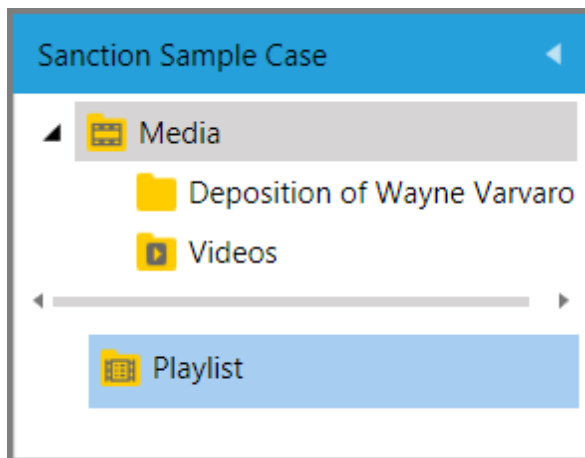 Sanction Sample Case
Media
Deposition of Wayne Varvaro
Videos
Playlist